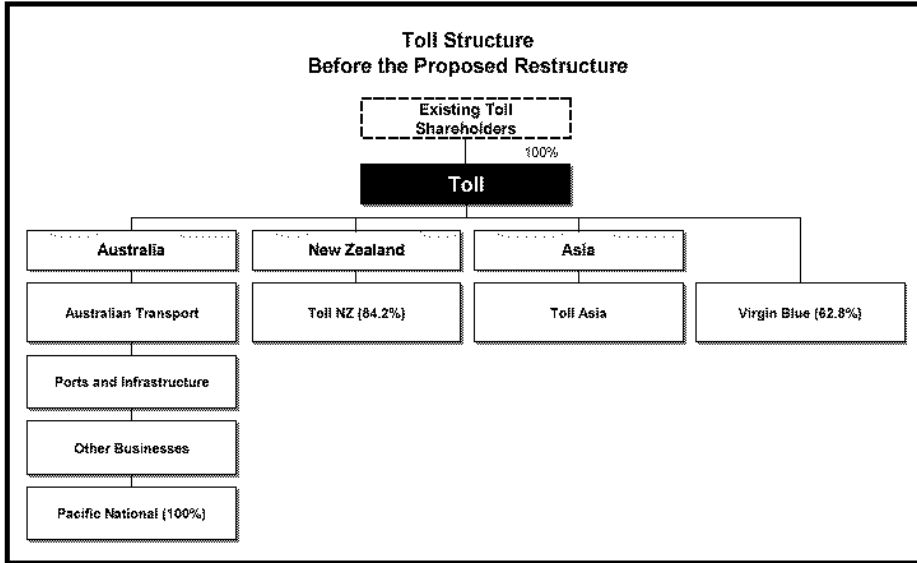 Toll Structure
Before the Proposed Restructure
Existing Toll
Shareholders
100%
Toll
Australia
New Zealand
Asia
Australian Transport
Toll NZ (84.2%)
Toll Asia
Virgin Blue (62.8%)
Ports and Infrastructure
Other Businesses
Pacific National (100%)